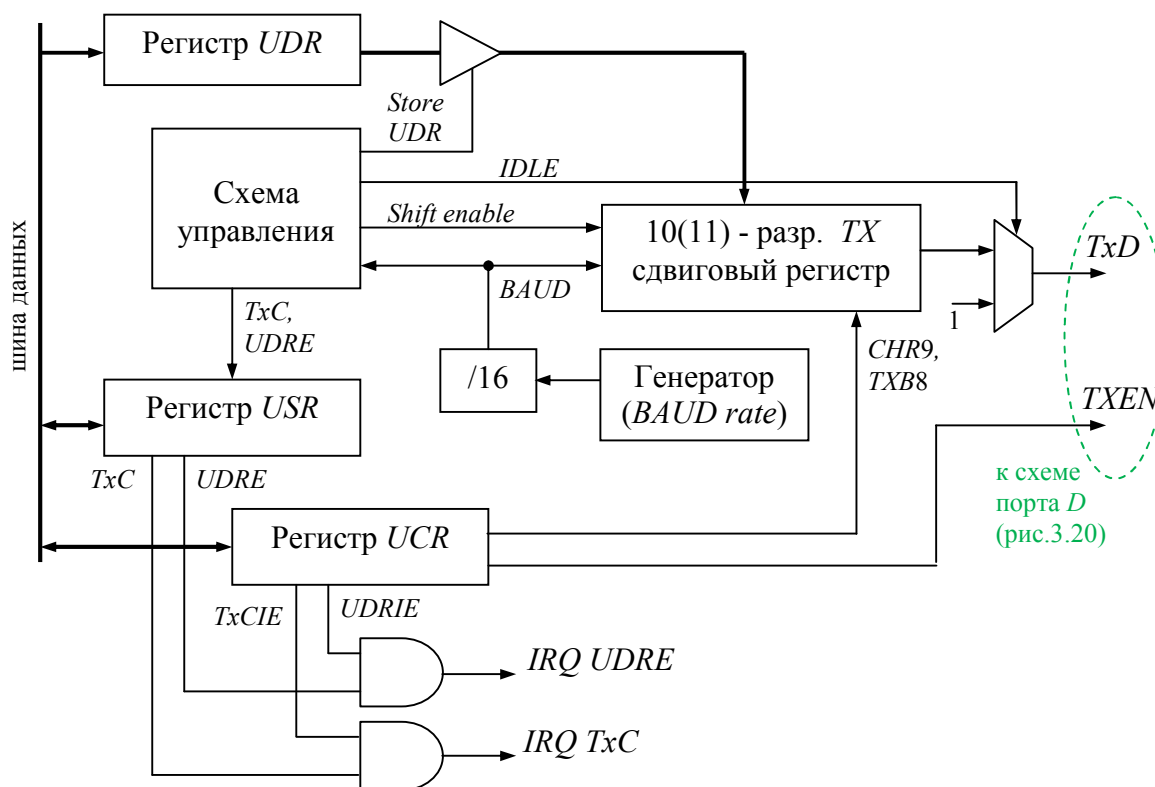 Регистр UDR
Store
UDR
IDLE
Схема
управления
Shift enable
10(11) - разр. TX
сдвиговый регистр
TxD
BAUD
1
шина данных
TxC,
UDRE
CHR9,
TXB8
/16
Генератор
(BAUD rate)
Регистр USR
TXEN
TxC
UDRE
к схеме
порта D
(рис.3.20)
Регистр UCR
TxCIE
UDRIE
IRQ UDRE
IRQ TxC